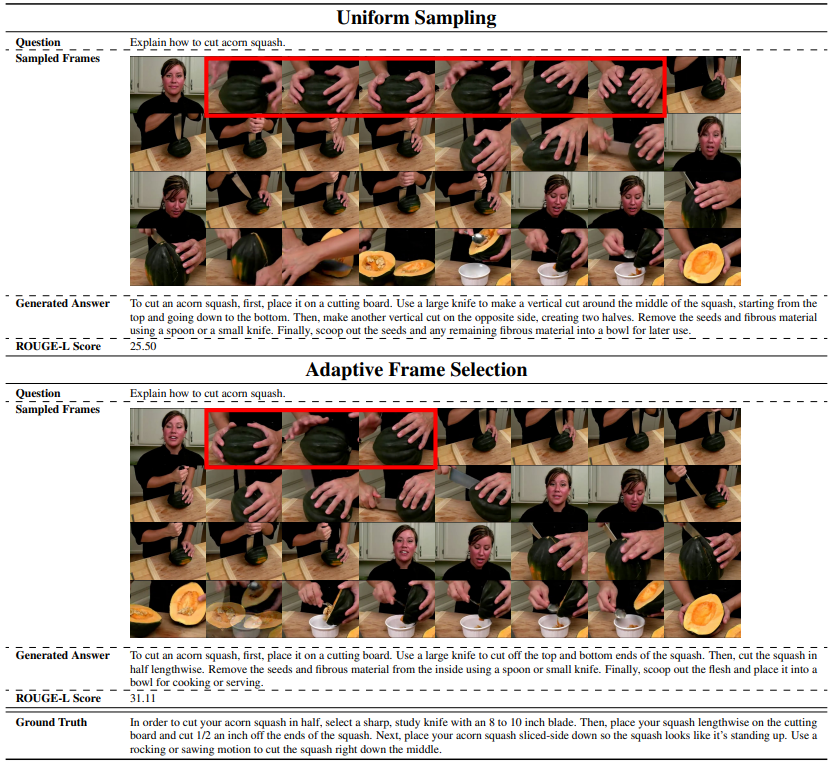 Uniform Sampling
Question Explain how to cut acorn squash.
Sampled Frames
Generated Answer To cut an acorn squash, first, place it on a cutting board. Use a large knife to make a vertical cut around the middle of the squash, starting from the
top and going down to the bottom. Then, make another vertical cut on the opposite side, creating two halves. Remove the seeds and fibrous material
using a spoon or a small knife. Finally, scoop out the seeds and any remaining fibrous material into a bowl for later use.
ROUGE-L Score 25.50
Adaptive Frame Selection
Question Explain how to cut acorn squash.
Sampled Frames
Generated Answer To cut an acorn squash, first, place it on a cutting board. Use a large knife to cut off the top and bottom ends of the squash. Then, cut the squash in
half lengthwise. Remove the seeds and fibrous material from the inside using a spoon or small knife. Finally, scoop out the flesh and place it into a
bowl for cooking or serving.
ROUGE-L Score 31.11
Ground Truth In order to cut your acorn squash in half, select a sharp, study knife with an 8 to 10 inch blade. Then, place your squash lengthwise on the cutting
board and cut 1/2 an inch off the ends of the squash. Next, place your acorn squash sliced-side down so the squash looks like it's standing up. Use a
rocking or sawing motion to cut the squash right down the middle.